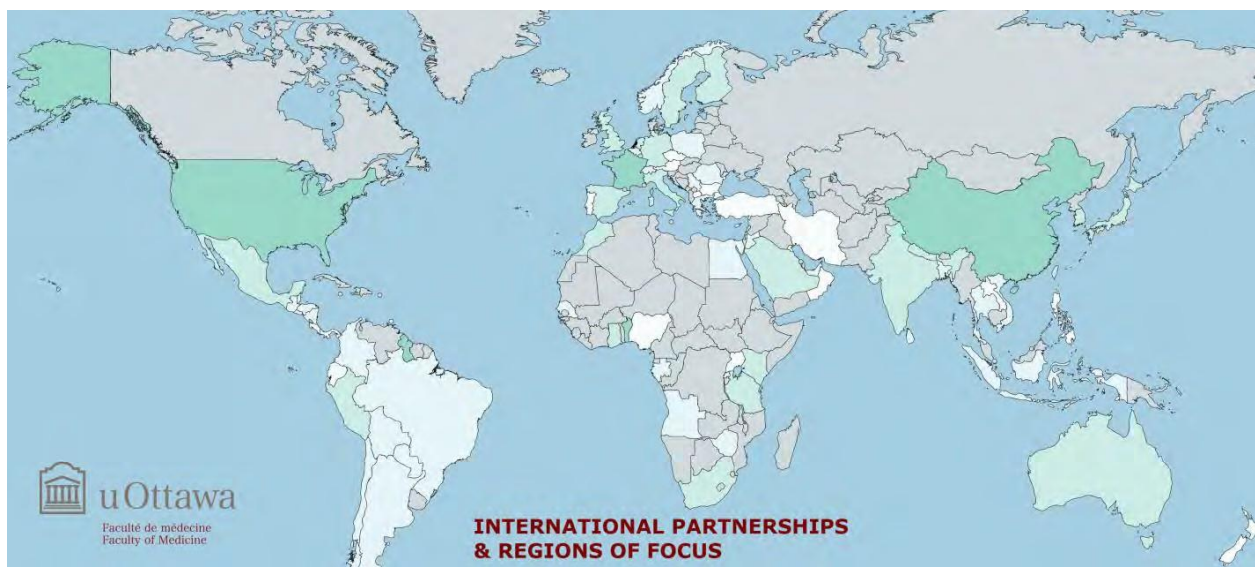 uOttawa
Faculté de médecine
Faculty of Medicine
INTERNATIONAL PARTNERSHIPS
& REGIONS OF FOCUS